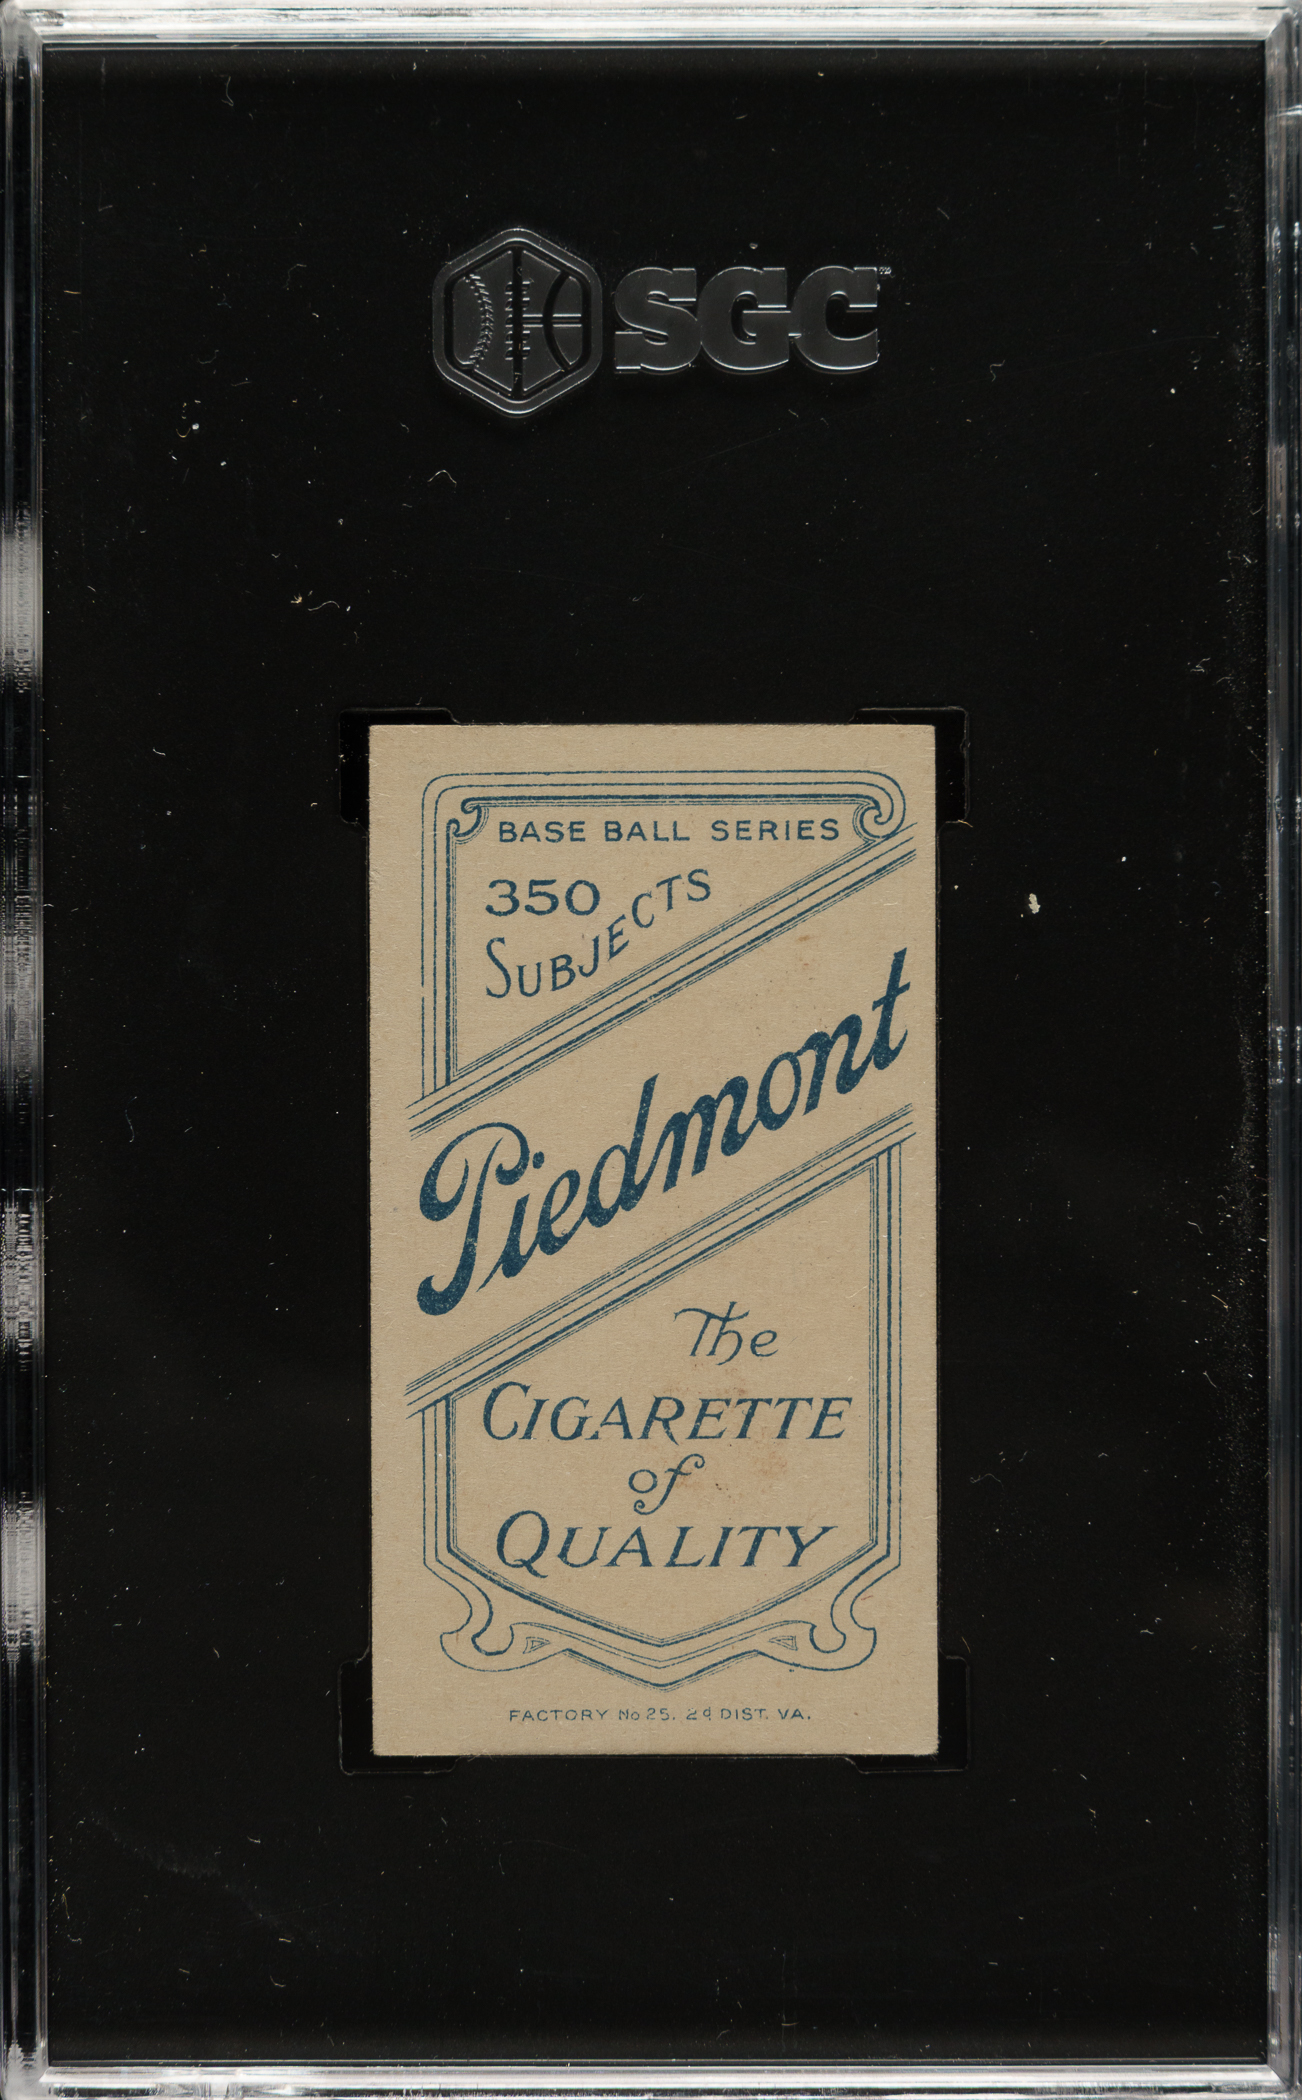 SGC
BASE BALL SERIES
350
SUBJECTS
Piedmont
The
CIGARETTE
of
QUALITY
FACTORY No 25. 2d DIST. VA.